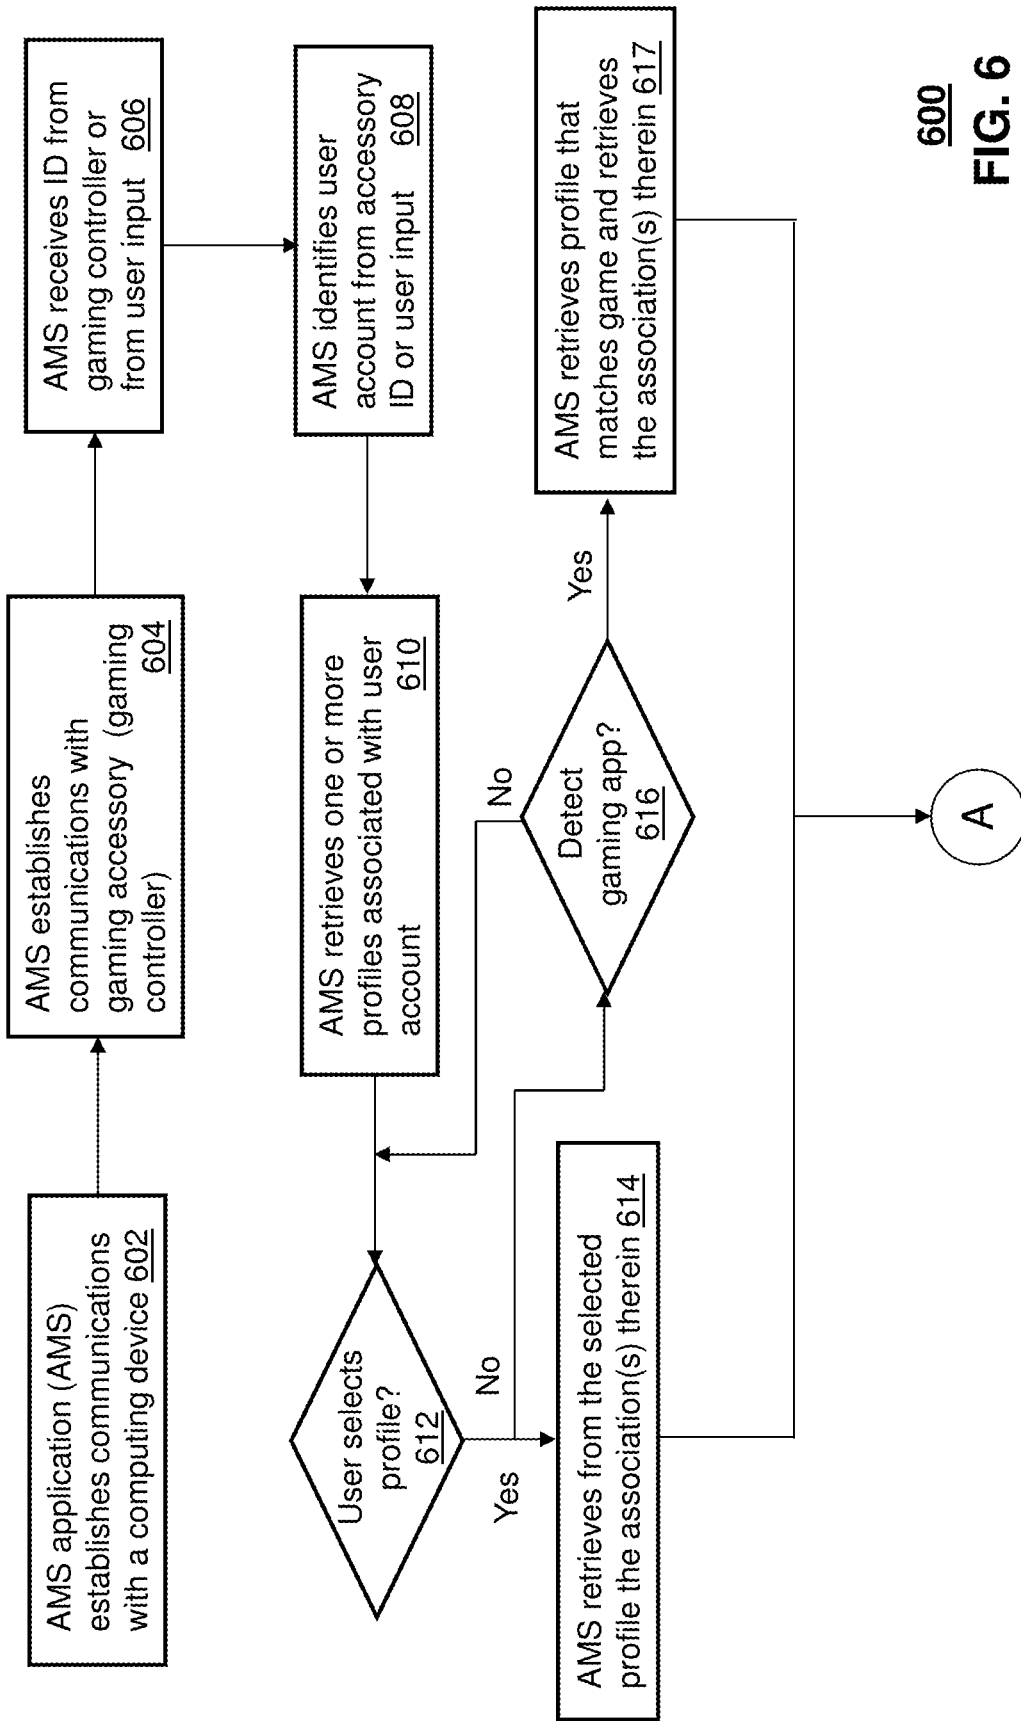 AMS application (AMS)
establishes communications
with a computing device 602
AMS establishes
communications with
gaming accessory (gaming
controller) 604
AMS receives ID from
gaming controller or
from user input 606
AMS identifies user
account from accessory
ID or user input 608
AMS retrieves one or more
profiles associated with user
account 610
User selects
profile?
612
No
Yes
AMS retrieves from the selected
profile the association(s) therein 614
Detect
gaming app?
616
No
Yes
AMS retrieves profile that
matches game and retrieves
the association(s) therein 617
A
600
FIG. 6